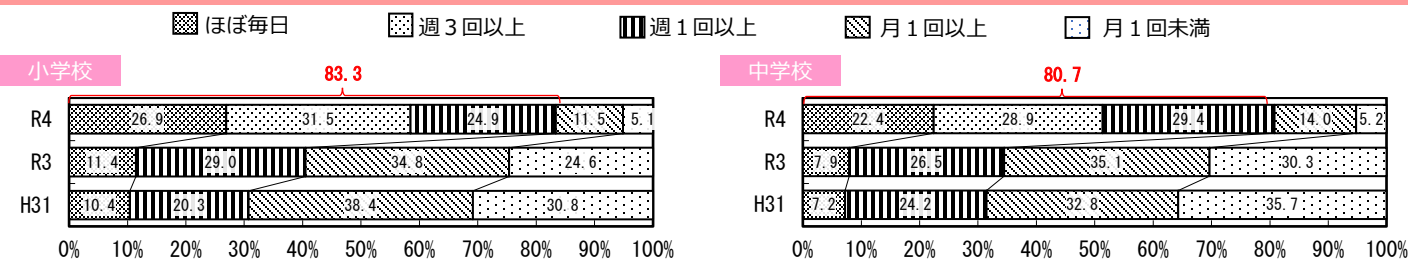 ほぼ毎日 週３回以上 週１回以上 月１回以上 月１回未満
小学校 83.3
R4 26.9 31.5 24.9 11.5 5.1
R3 11.4 29.0 34.8 24.6
H31 10.4 20.3 38.4 30.8
0% 10% 20% 30% 40% 50% 60% 70% 80% 90% 100%
中学校 80.7
R4 22.4 28.9 29.4 14.0 5.2
R3 7.9 26.5 35.1 30.3
H31 7.2 24.2 32.8 35.7
0% 10% 20% 30% 40% 50% 60% 70% 80% 90% 100%